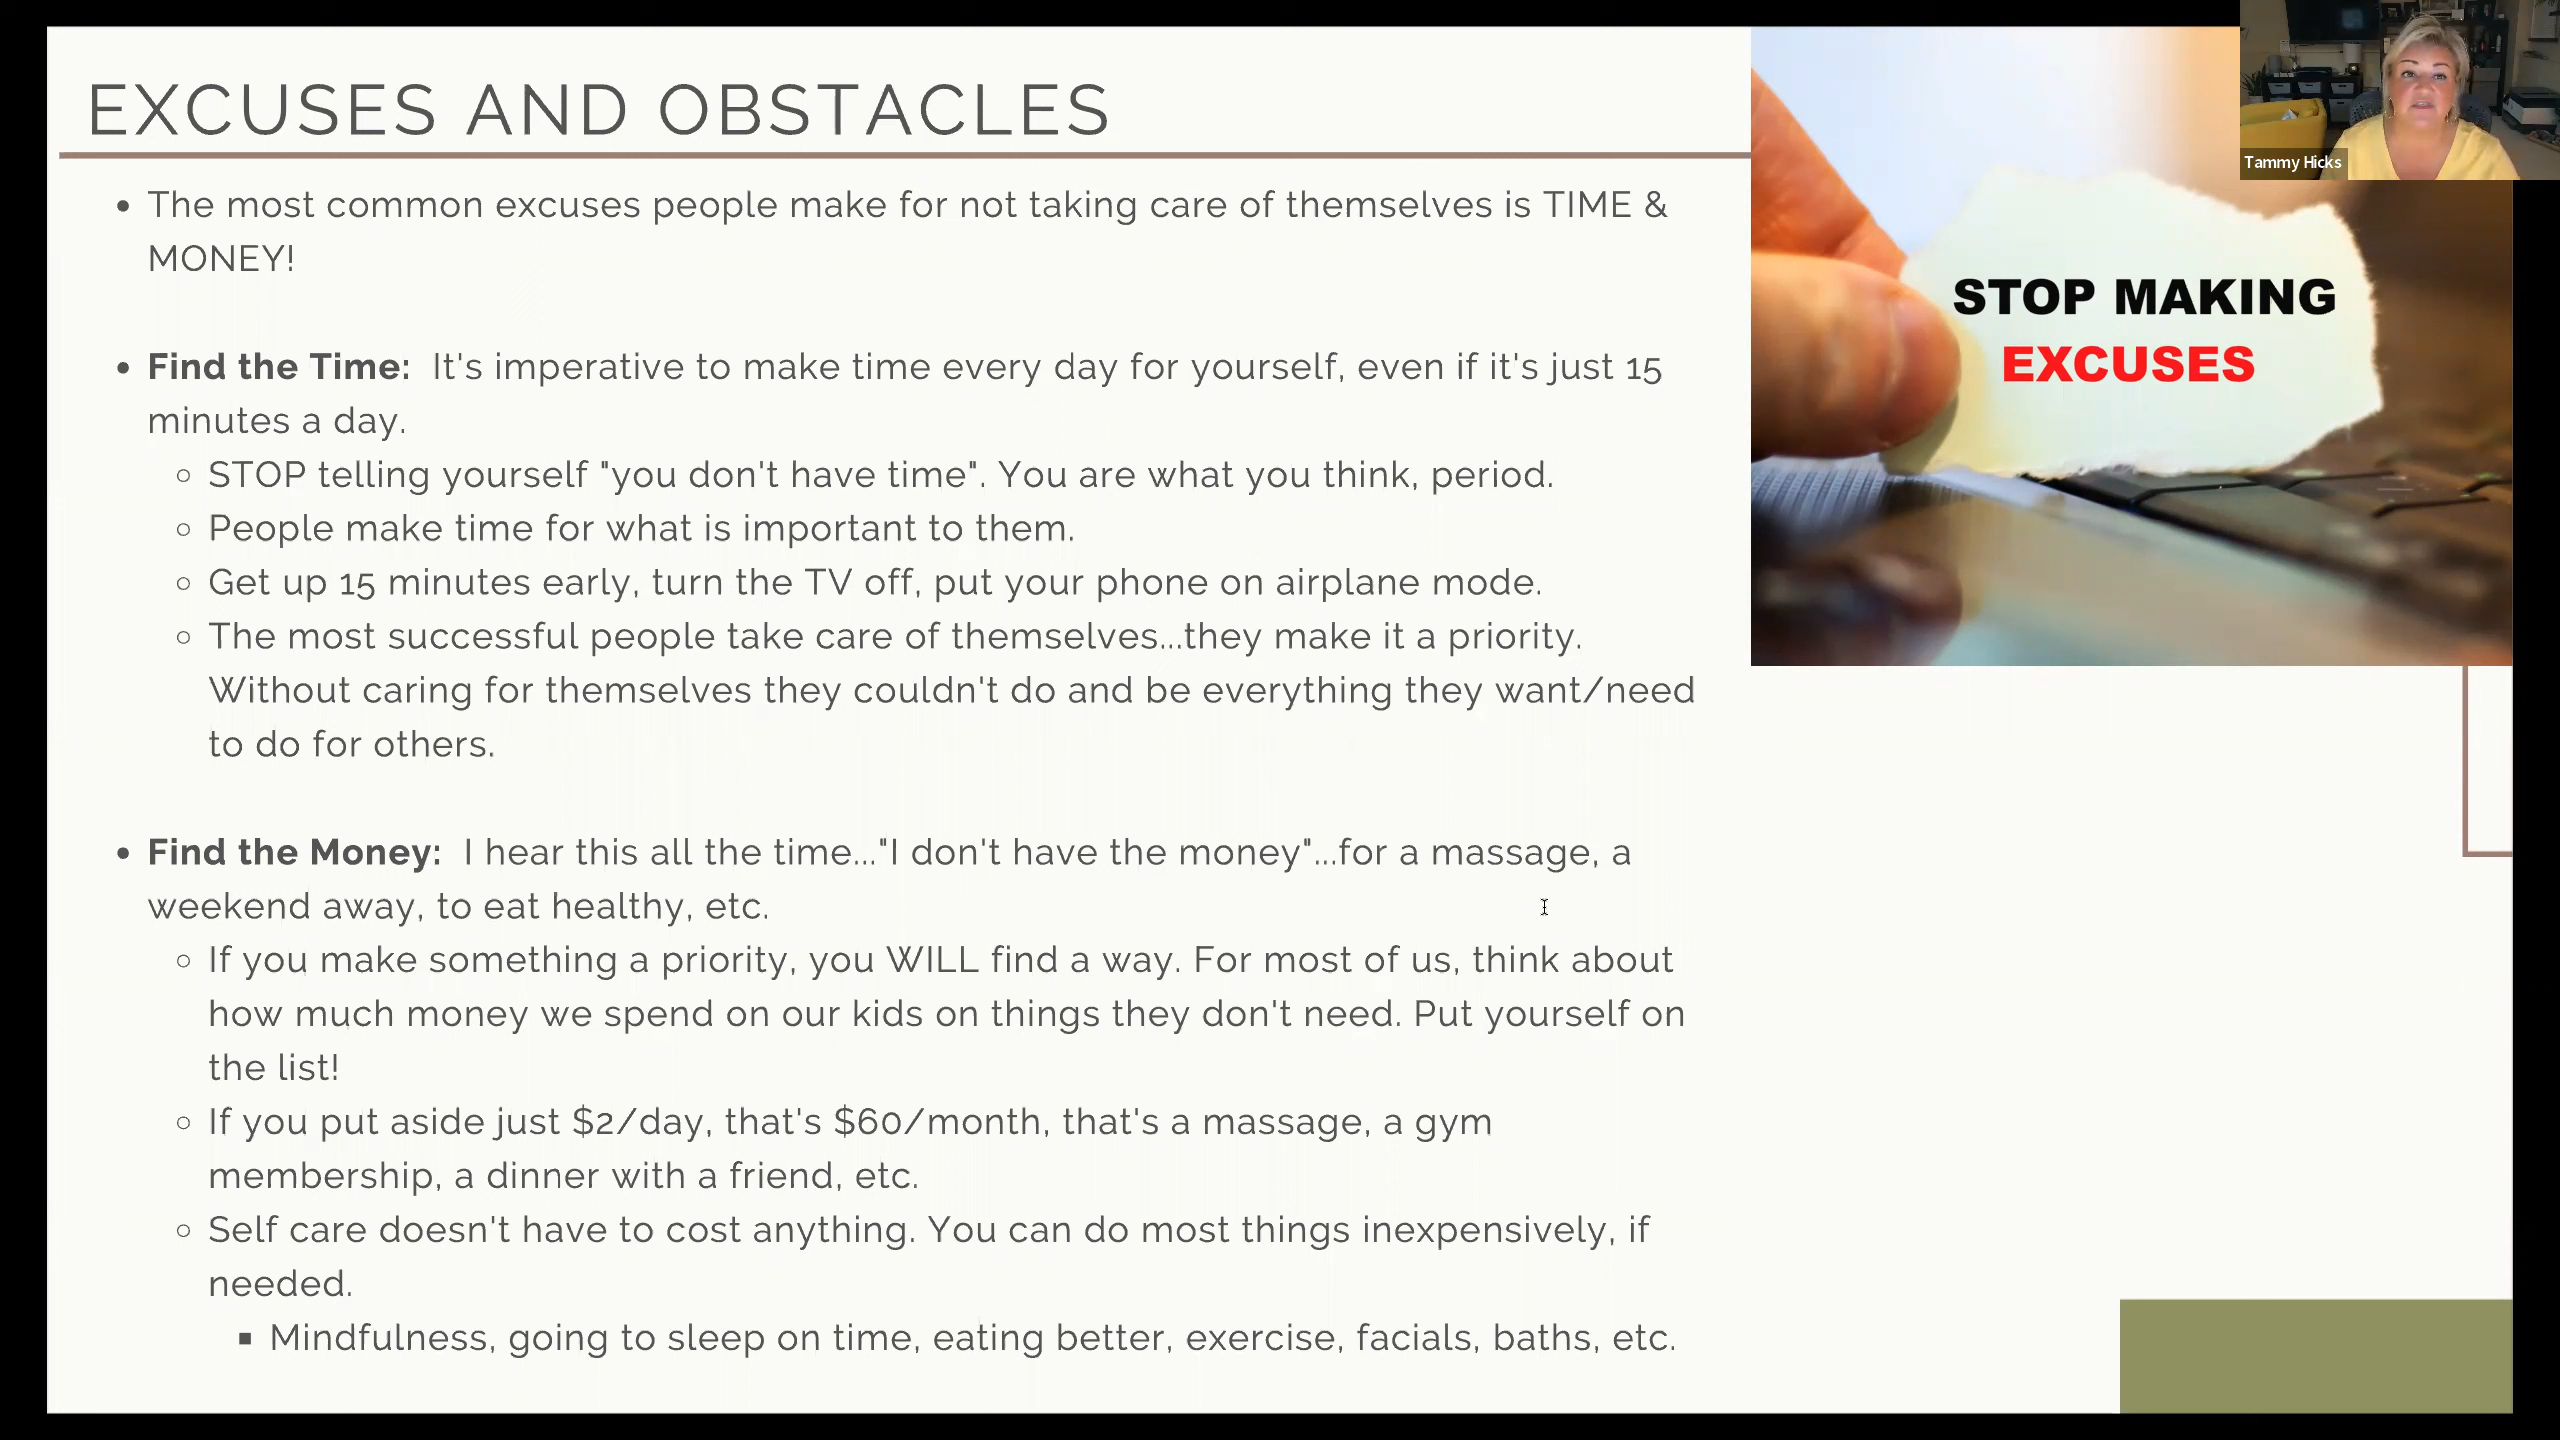 EXCUSES AND OBSTACLES
• The most common excuses people make for not taking care of themselves is TIME &
MONEY!
• Find the Time: It's imperative to make time every day for yourself, even if it's just 15
minutes a day.
○ STOP telling yourself "you don't have time". You are what you think, period.
○ People make time for what is important to them.
○ Get up 15 minutes early, turn the TV off, put your phone on airplane mode.
○ The most successful people take care of themselves...they make it a priority.
Without caring for themselves they couldn't do and be everything they want/need
to do for others.
• Find the Money: I hear this all the time..."I don't have the money"...for a massage, a
weekend away, to eat healthy, etc.
○ If you make something a priority, you WILL find a way. For most of us, think about
how much money we spend on our kids on things they don't need. Put yourself on
the list!
○ If you put aside just $2/day, that's $60/month, that's a massage, a gym
membership, a dinner with a friend, etc.
○ Self care doesn't have to cost anything. You can do most things inexpensively, if
needed.
▪ Mindfulness, going to sleep on time, eating better, exercise, facials, baths, etc.
STOP MAKING
EXCUSES
Tammy Hicks